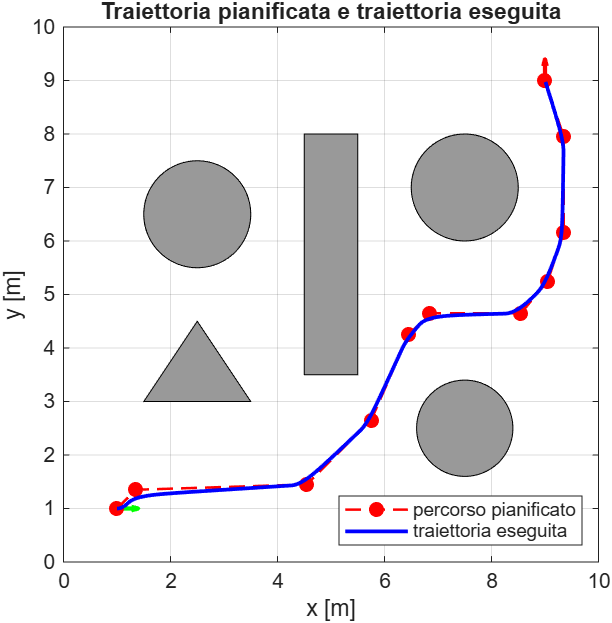 Traiettoria pianificata e traiettoria eseguita
10
9
8
7
6
5
4
3
2
1
0
y [m]
percorso pianificato
traiettoria eseguita
0 2 4 6 8 10
x [m]